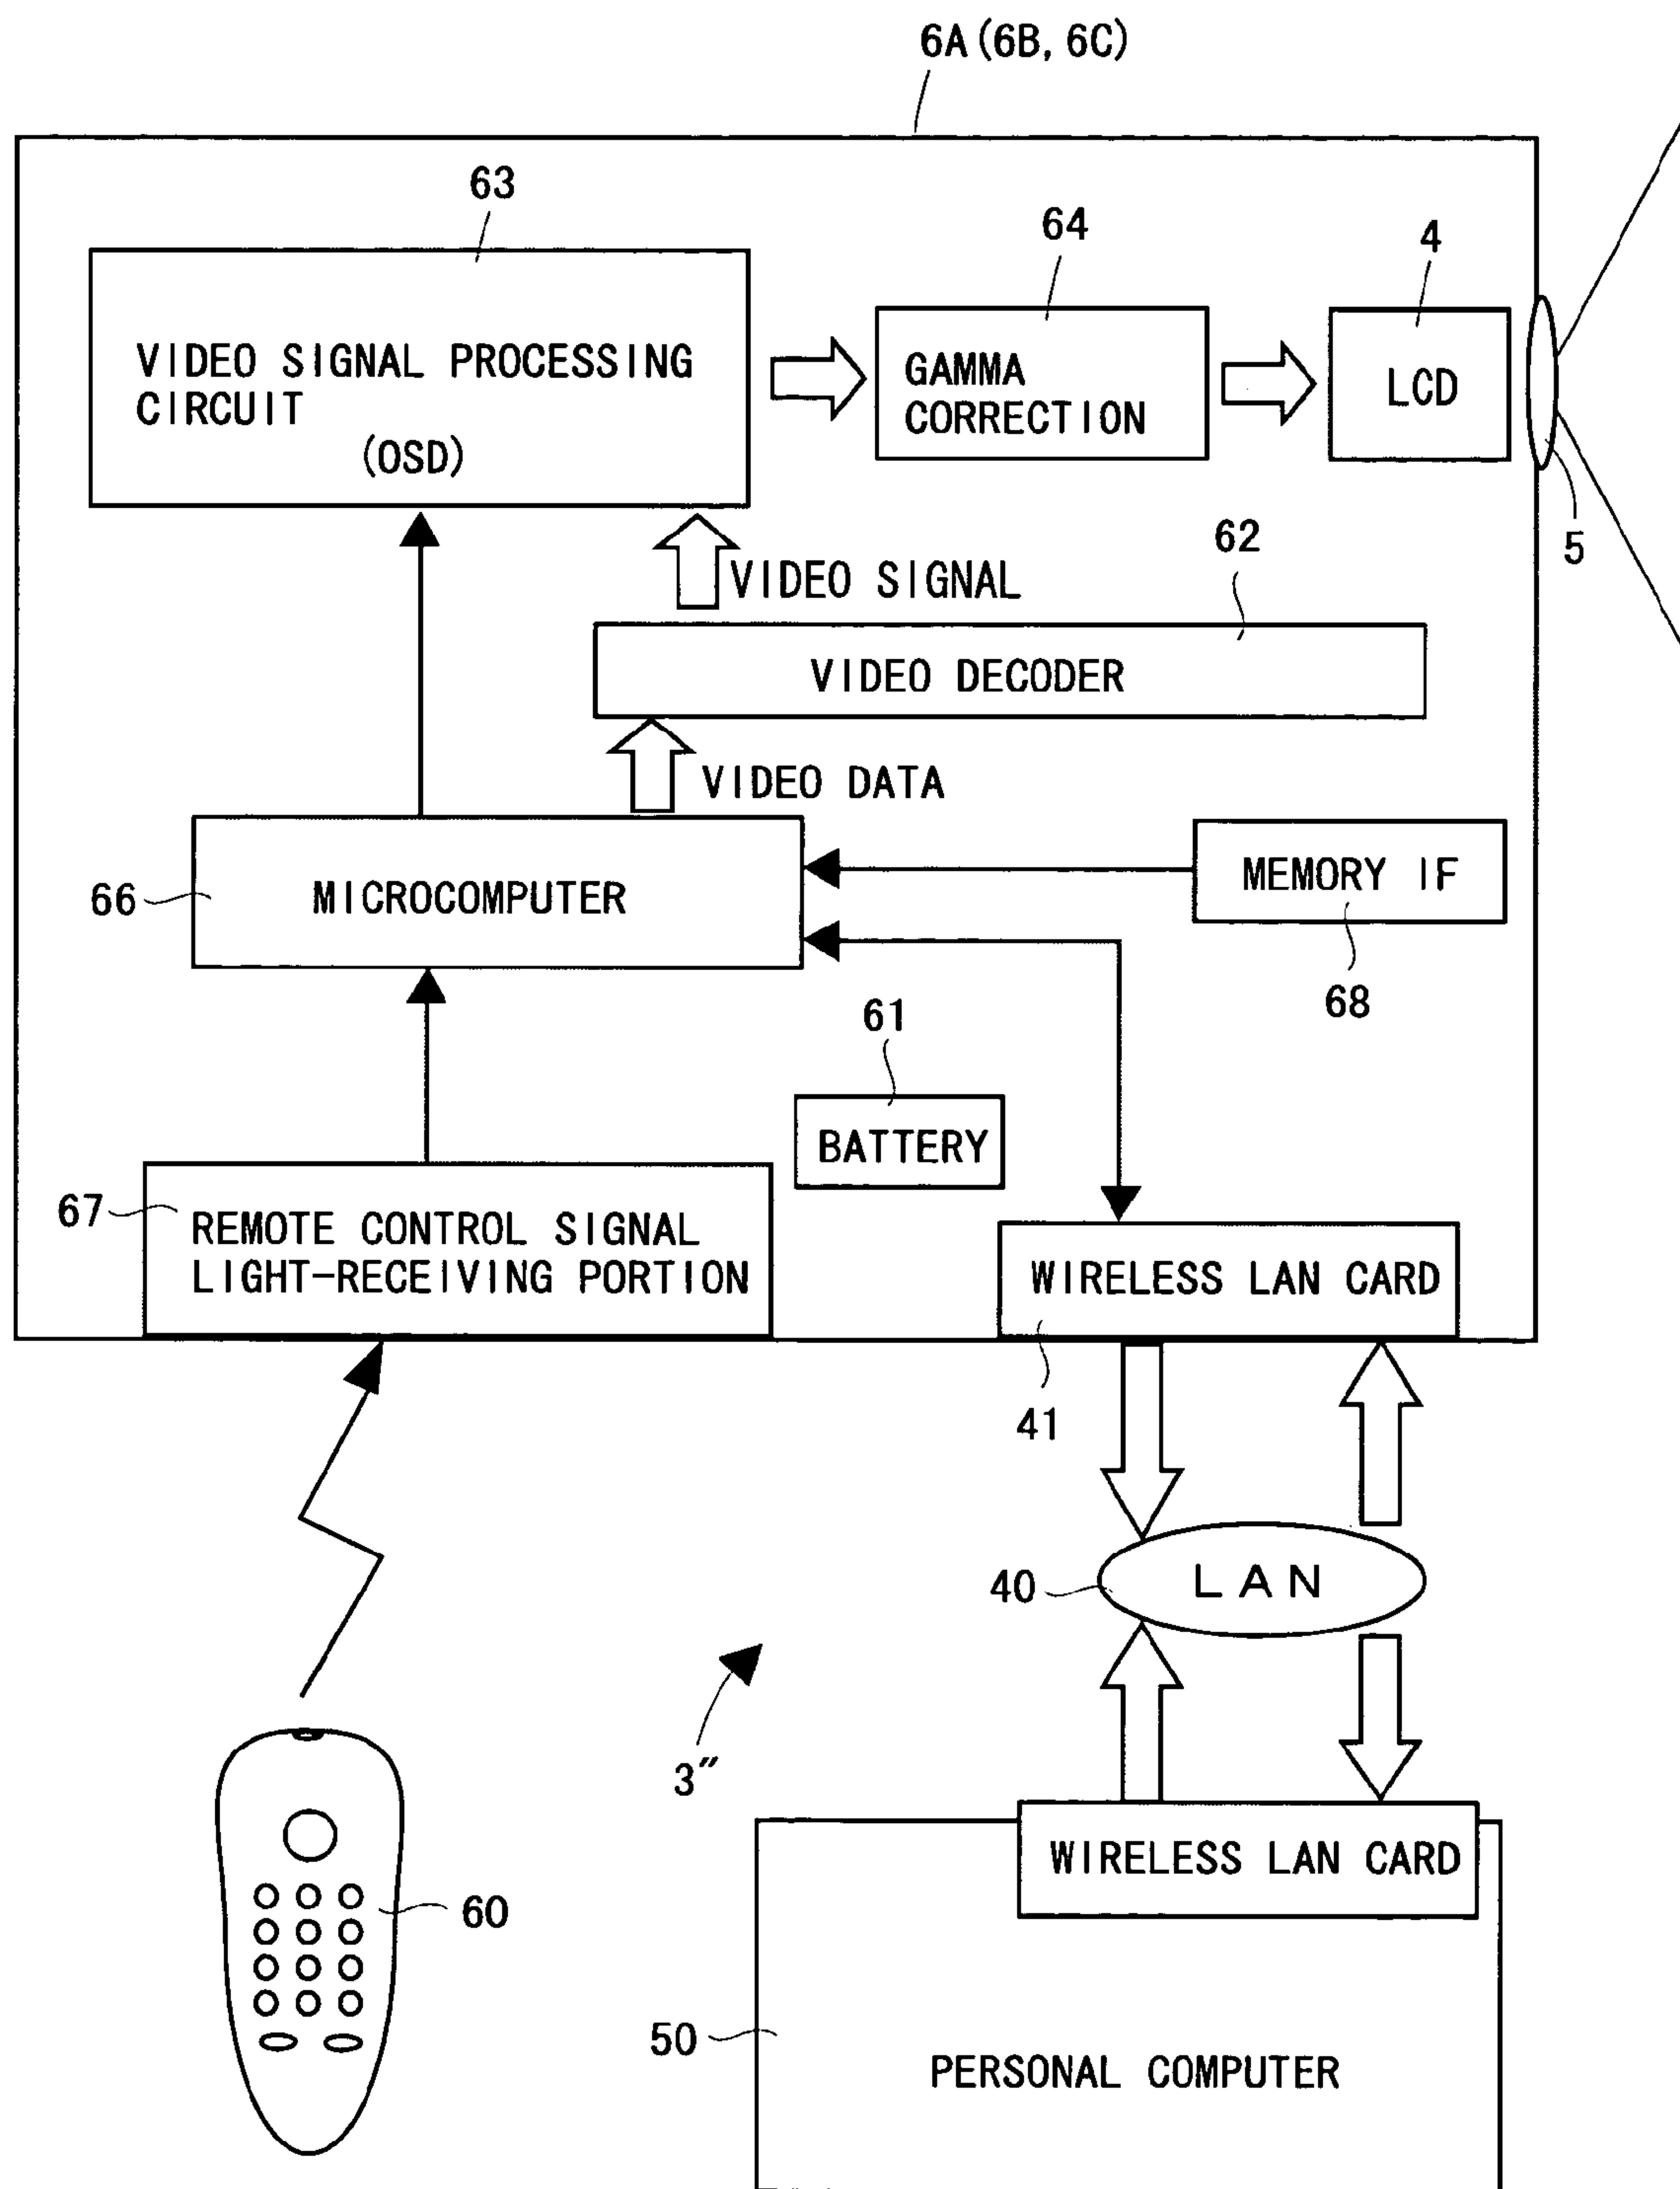 6A(6B, 6C)
63
64
4
VIDEO SIGNAL PROCESSING
CIRCUIT
(OSD)
GAMMA
CORRECTION
LCD
5
VIDEO SIGNAL
62
VIDEO DECODER
VIDEO DATA
66
MICROCOMPUTER
MEMORY IF
68
61
BATTERY
67
REMOTE CONTROL SIGNAL
LIGHT-RECEIVING PORTION
WIRELESS LAN CARD
41
40
LAN
3"
WIRELESS LAN CARD
60
50
PERSONAL COMPUTER